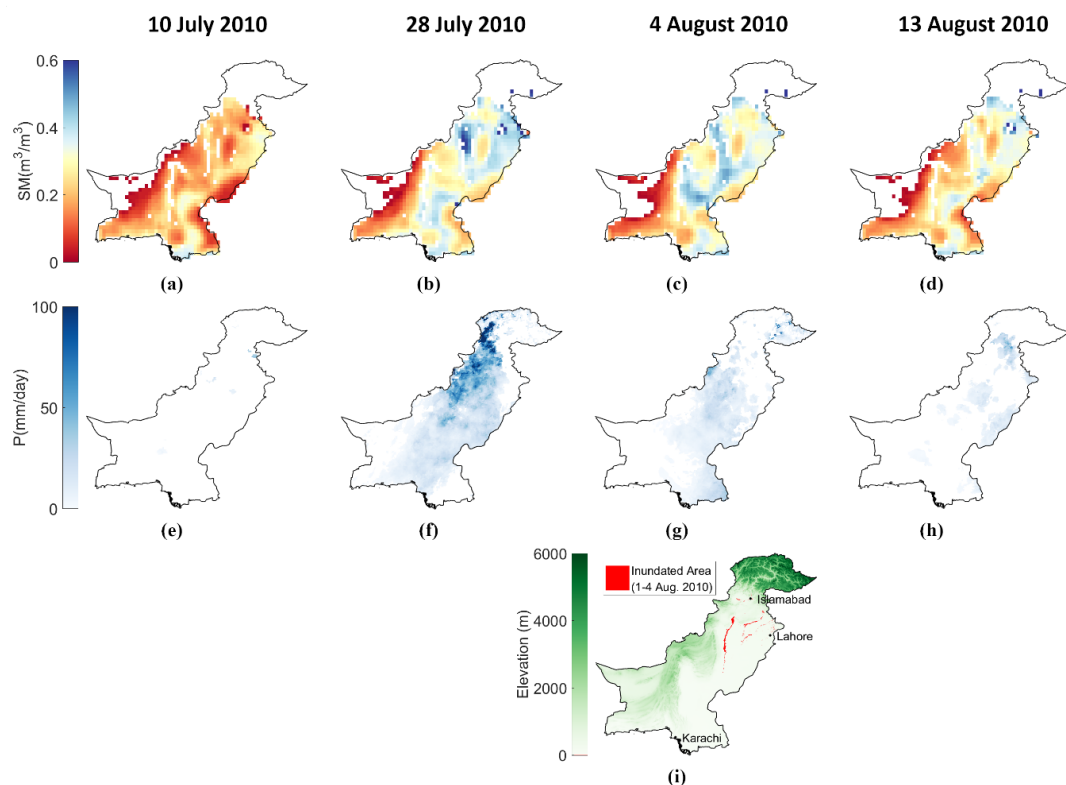 10 July 2010
28 July 2010
4 August 2010
13 August 2010
0.6
0.4
0.2
0
SM(m³/m³)
(a)
(b)
(c)
(d)
100
50
0
P(mm/day)
(e)
(f)
(g)
(h)
6000
4000
2000
0
Elevation (m)
Inundated Area
(1-4 Aug. 2010)
Islamabad
Lahore
Karachi
(i)